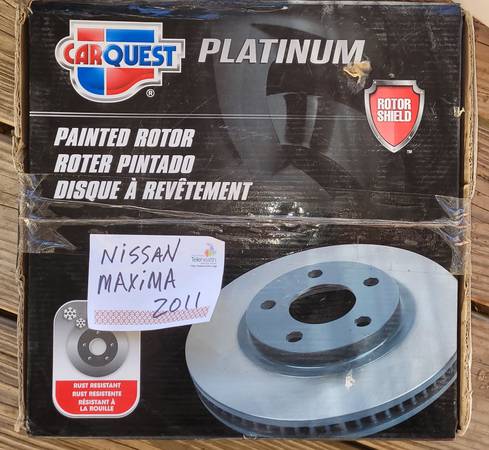 CARQUEST
®
PLATINUM
ROTOR
SHIELD
PAINTED ROTOR
ROTER PINTADO
DISQUE À REVÊTEMENT
Telehealth
NISSAN
MAXIMA
2011
RUST RESISTANT
RUST RESISTENTE
RÉSISTANT À
LA ROUILLE